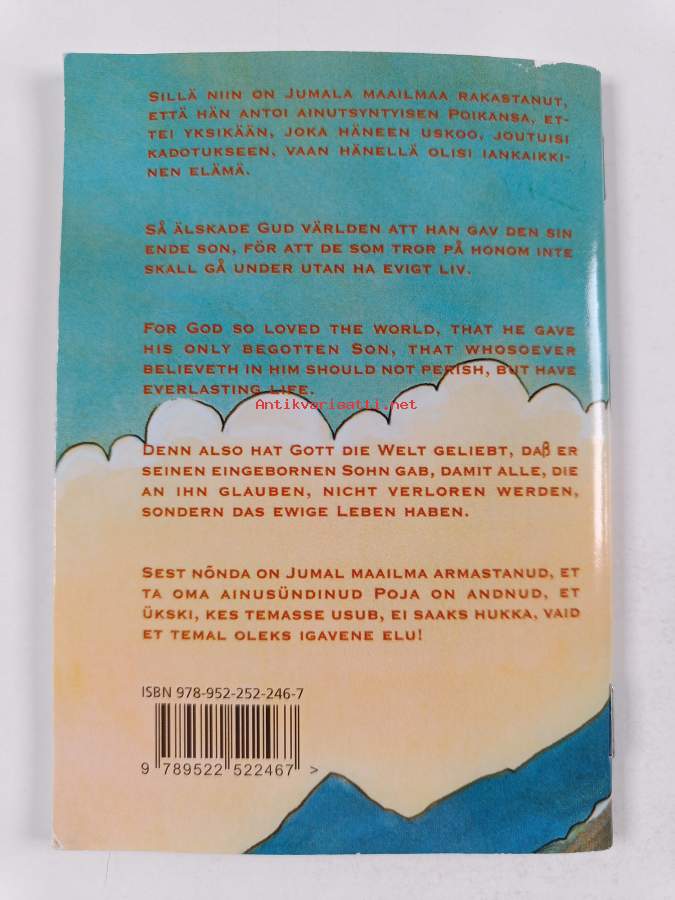 Sillä niin on Jumala maailmaa rakastanut,
että hän antoi ainutsyntyisen Poikansa, et-
tei yksikään, joka häneen uskoo, joutuisi
kadotukseen, vaan hänellä olisi iankaikki-
nen elämä.
Så älskade Gud världen att han gav den sin
ende son, för att de som tror på honom inte
skall gå under utan ha evigt liv.
For God so loved the world, that he gave
his only begotten Son, that whosoever
believeth in him should not perish, but have
everlasting life.
Antikvariaatti.net
Denn also hat Gott die Welt geliebt, daβ er
seinen eingebornen Sohn gab, damit alle, die
an ihn glauben, nicht verloren werden,
sondern das ewige Leben haben.
Sest nõnda on Jumal maailma armastanud, et
ta oma ainusündinud Poja on andnud, et
ükski, kes temasse usub, ei saaks hukka, vaid
et temal oleks igavene elu!
ISBN 978-952-252-246-7
9 789522 522467 >